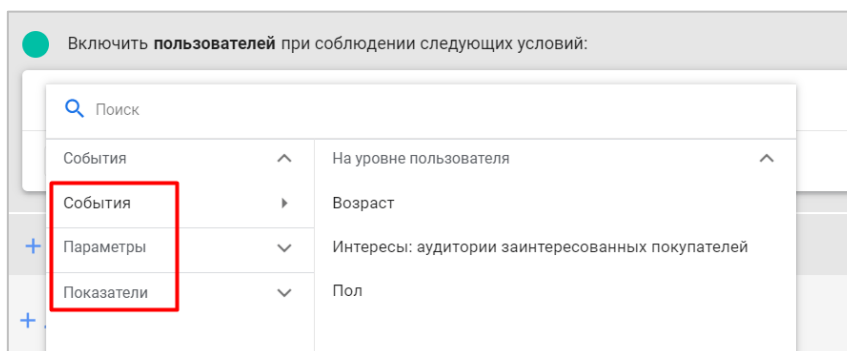 Включить пользователей при соблюдении следующих условий:
Поиск
События
На уровне пользователя
События
Возраст
+
Параметры
Интересы: аудитории заинтересованных покупателей
Показатели
Пол
+